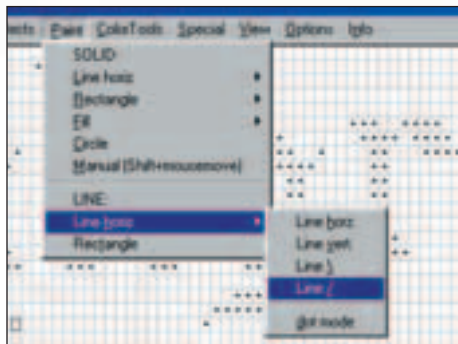 Paint ColorTools Special View Options Info
SOLID:
Line horiz
Rectangle
Fill
Circle
Manual (Shift+mousemove)
LINE:
Line horiz
Rectangle
Line horiz
Line vert
Line \
Line /
dot mode